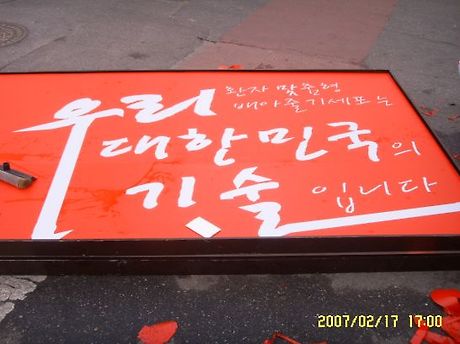 환자 맞춤형
배아줄기세포는
우리
대한민국의
기술입니다
2007/02/17 17:00